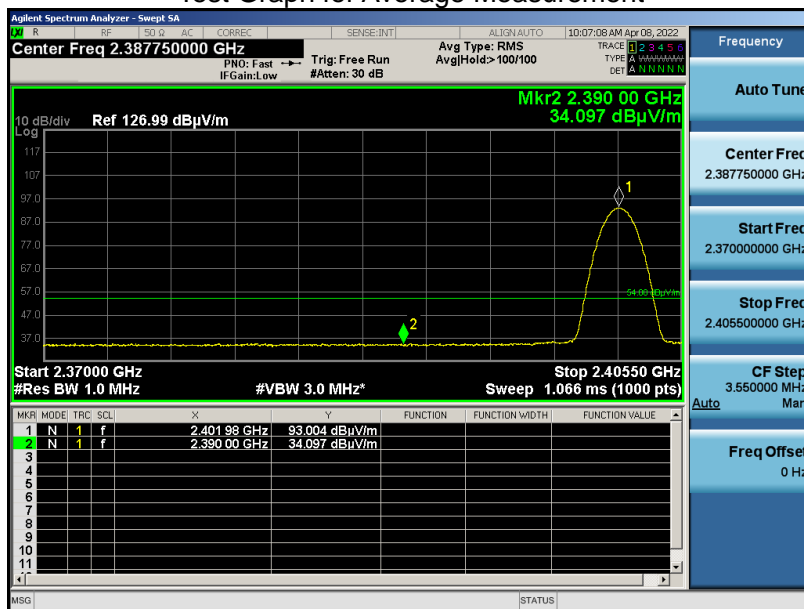 Test Graph for Average Measurement
Agilent Spectrum Analyzer - Swept SA
LXI R RF 50 Ω AC CORREC SENSE:INT ALIGN AUTO 10:07:08 AM Apr 08, 2022
Center Freq 2.387750000 GHz
PNO: Fast
IFGain:Low
Trig: Free Run
#Atten: 30 dB
Avg Type: RMS
Avg|Hold:>100/100
TRACE 1 2 3 4 5 6
TYPE A WWWWW
DET A N N N N N
Mkr2 2.390 00 GHz
34.097 dBµV/m
10 dB/div Ref 126.99 dBµV/m
Log
117
107
97.0
87.0
77.0
67.0
57.0
47.0
37.0
1
54.00 dBµV/m
2
Start 2.37000 GHz Stop 2.40550 GHz
#Res BW 1.0 MHz #VBW 3.0 MHz* Sweep 1.066 ms (1000 pts)
MKR MODE TRC SCL X Y FUNCTION FUNCTION WIDTH FUNCTION VALUE
1 N 1 f 2.401 98 GHz 93.004 dBµV/m
2 N 1 f 2.390 00 GHz 34.097 dBµV/m
3
4
5
6
7
8
9
10
11
MSG STATUS
Frequency
Auto Tune
Center Freq
2.387750000 GHz
Start Freq
2.370000000 GHz
Stop Freq
2.405500000 GHz
CF Step
3.550000 MHz
Auto Man
Freq Offset
0 Hz